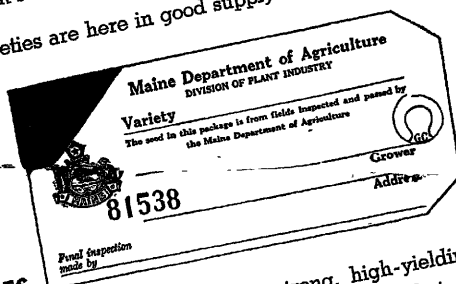 eties are here in good supply
Maine Department of Agriculture
DIVISION OF PLANT INDUSTRY
Variety
The seed in this package is from fields inspected and passed by
the Maine Department of Agriculture
GC
Grower
Address
MAINE
81538
Final inspection
made by
high-yieldin